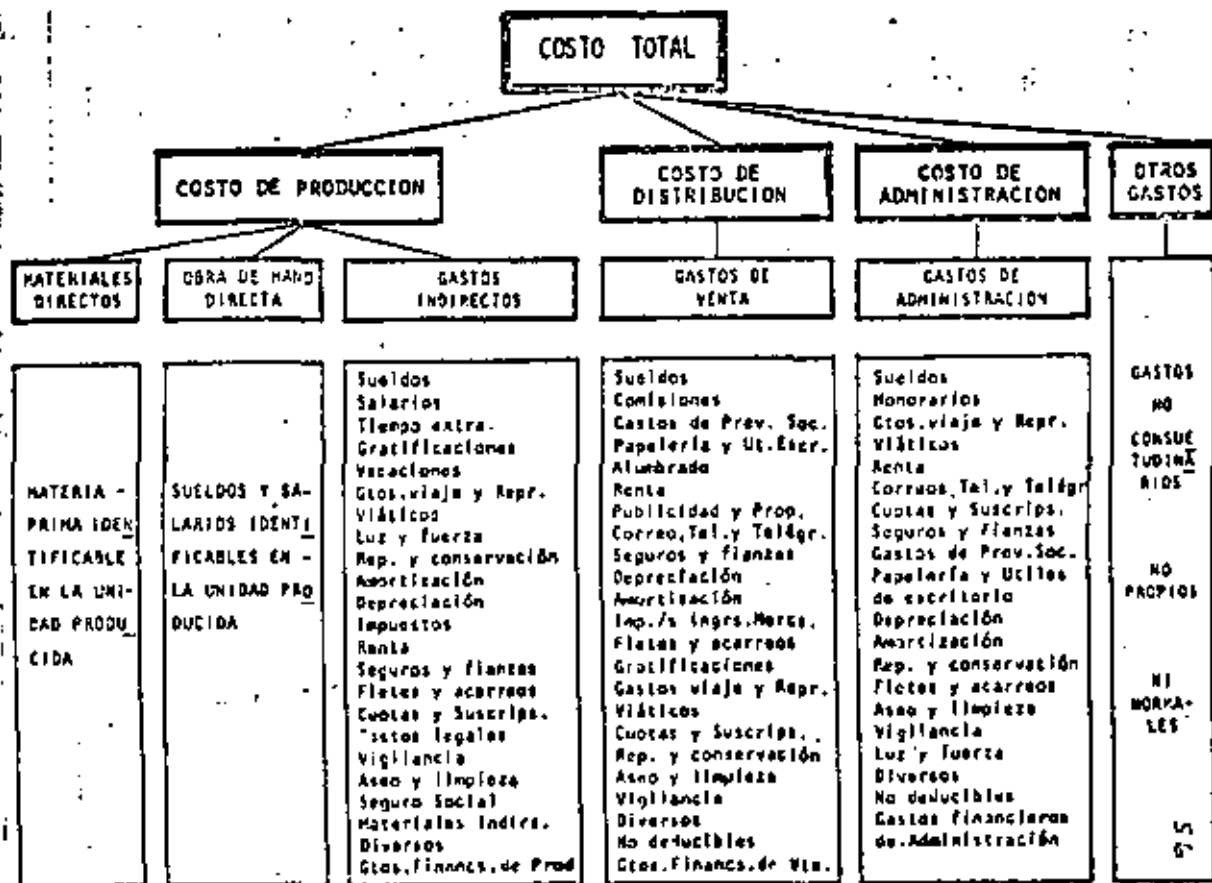 COSTO TOTAL
COSTO DE PRODUCCION
COSTO DE
DISTRIBUCION
COSTO DE
ADMINISTRACION
OTROS
GASTOS
MATERIALES
DIRECTOS
OBRA DE MANO
DIRECTA
GASTOS
INDIRECTOS
GASTOS DE
VENTA
GASTOS DE
ADMINISTRACION
MATERIA -
PRIMA IDEN
TIFICABLE
EN LA UNI-
DAD PRODU
CIDA
SUELDOS Y SA-
LARIOS IDENTI
FICABLES EN -
LA UNIDAD PRO
DUCIDA
Sueldos
Salarios
Tiempo extra.
Gratificaciones
Vacaciones
Gtos.viaje y Repr.
Viáticos
Luz y fuerza
Rep. y conservación
Amortización
Depreciación
Impuestos
Renta
Seguros y fianzas
Fletes y acarreos
Cuotas y Suscrips.
legales
Vigilancia
Aseo y limpieza
Seguro Social
Materiales Indirs.
Diversos
Gtos.Financs.de Prod
Sueldos
Comisiones
Gastos de Prev. Soc.
Papelería y Ut.Escr.
Alumbrado
Renta
Publicidad y Prop.
Correo,Tel.y Telégr.
Seguros y fianzas
Depreciación
Amortización
Imp./s Ingrs.Merc.
Fletes y acarreos
Gratificaciones
Gastos viaje y Repr.
Viáticos
Cuotas y Suscrips.
Rep. y conservación
Aseo y limpieza
Vigilancia
Diversos
No deducibles
Gtos.Financs.de Vta.
Sueldos
Honorarios
Gtos.viaje y Repr.
Viáticos
Renta
Correos,Tel.y Telégr
Cuotas y Suscrips.
Seguros y Fianzas
Gastos de Prev.Soc.
Papelería y Utiles
de escritorio
Depreciación
Amortización
Rep. y conservación
Fletes y acarreos
Aseo y limpieza
Vigilancia
Luz y fuerza
Diversos
No deducibles
Gastos financieros
de Administración
GASTOS
NO
CONSUE
TUDINA
RIOS
NO
PROPIOS
NI
NORMA-
LES